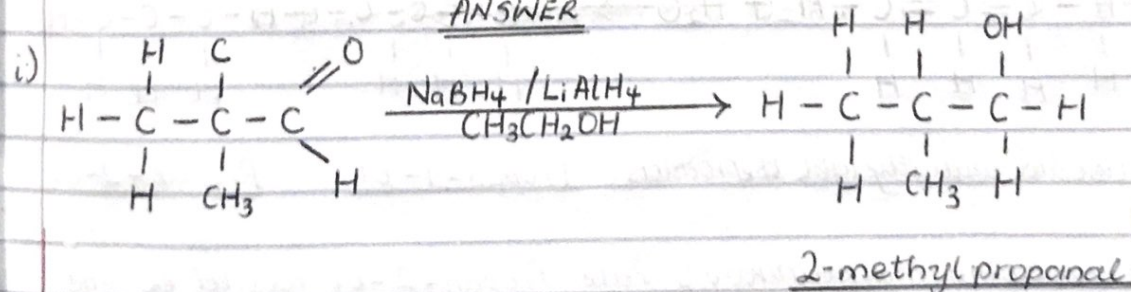 ANSWER
H H OH
i) H C O
H - C - C - C NaBH4 / LiAlH4 H - C - C - C - H
CH3CH2OH
H CH3 H H CH3 H
2-methyl propanal